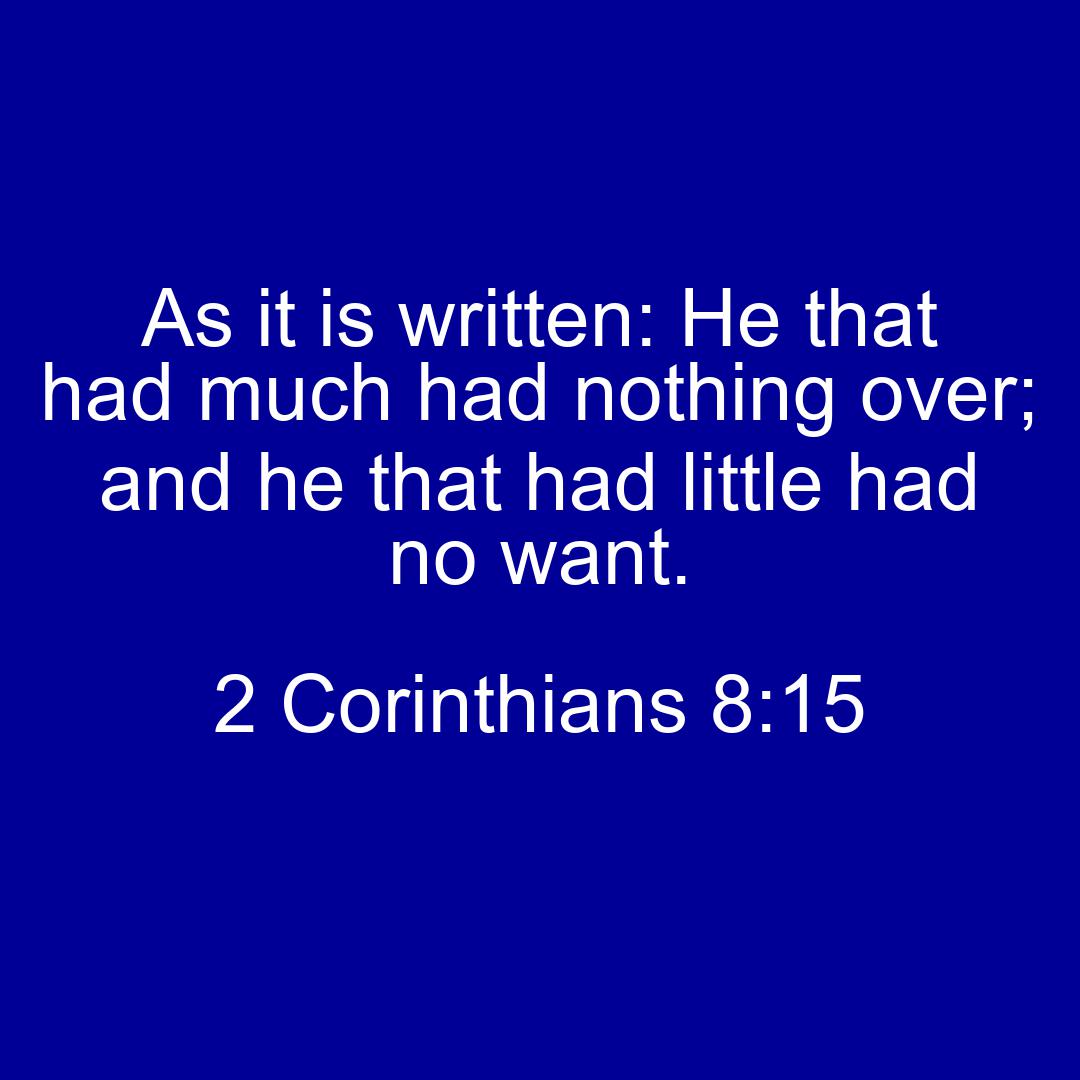 As it is written: He that
had much had nothing over;
and he that had little had
no want.
2 Corinthians 8:15